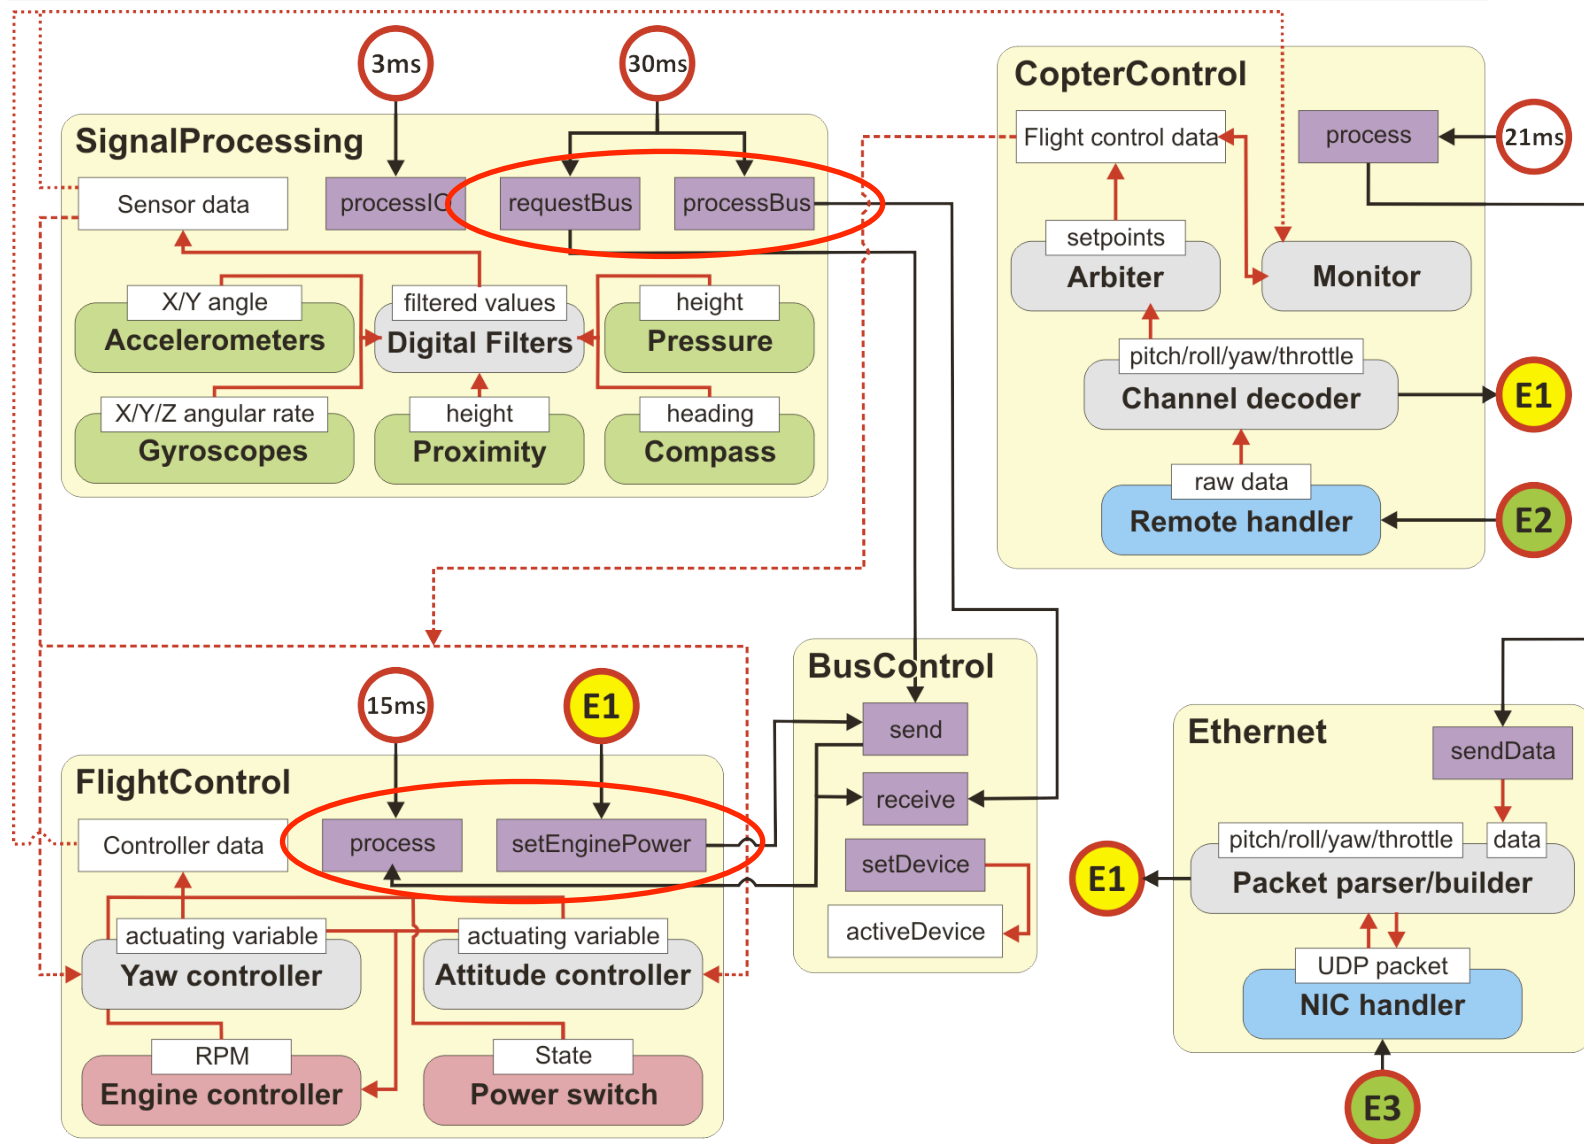 3ms
30ms
SignalProcessing
Sensor data
processIO
requestBus
processBus
X/Y angle
Accelerometers
filtered values
Digital Filters
height
Pressure
X/Y/Z angular rate
Gyroscopes
height
Proximity
heading
Compass
CopterControl
Flight control data
process
21ms
setpoints
Arbiter
Monitor
pitch/roll/yaw/throttle
Channel decoder
E1
raw data
Remote handler
E2
15ms
E1
FlightControl
Controller data
process
setEnginePower
actuating variable
Yaw controller
actuating variable
Attitude controller
RPM
Engine controller
State
Power switch
BusControl
send
receive
setDevice
activeDevice
Ethernet
sendData
pitch/roll/yaw/throttle
data
Packet parser/builder
E1
UDP packet
NIC handler
E3